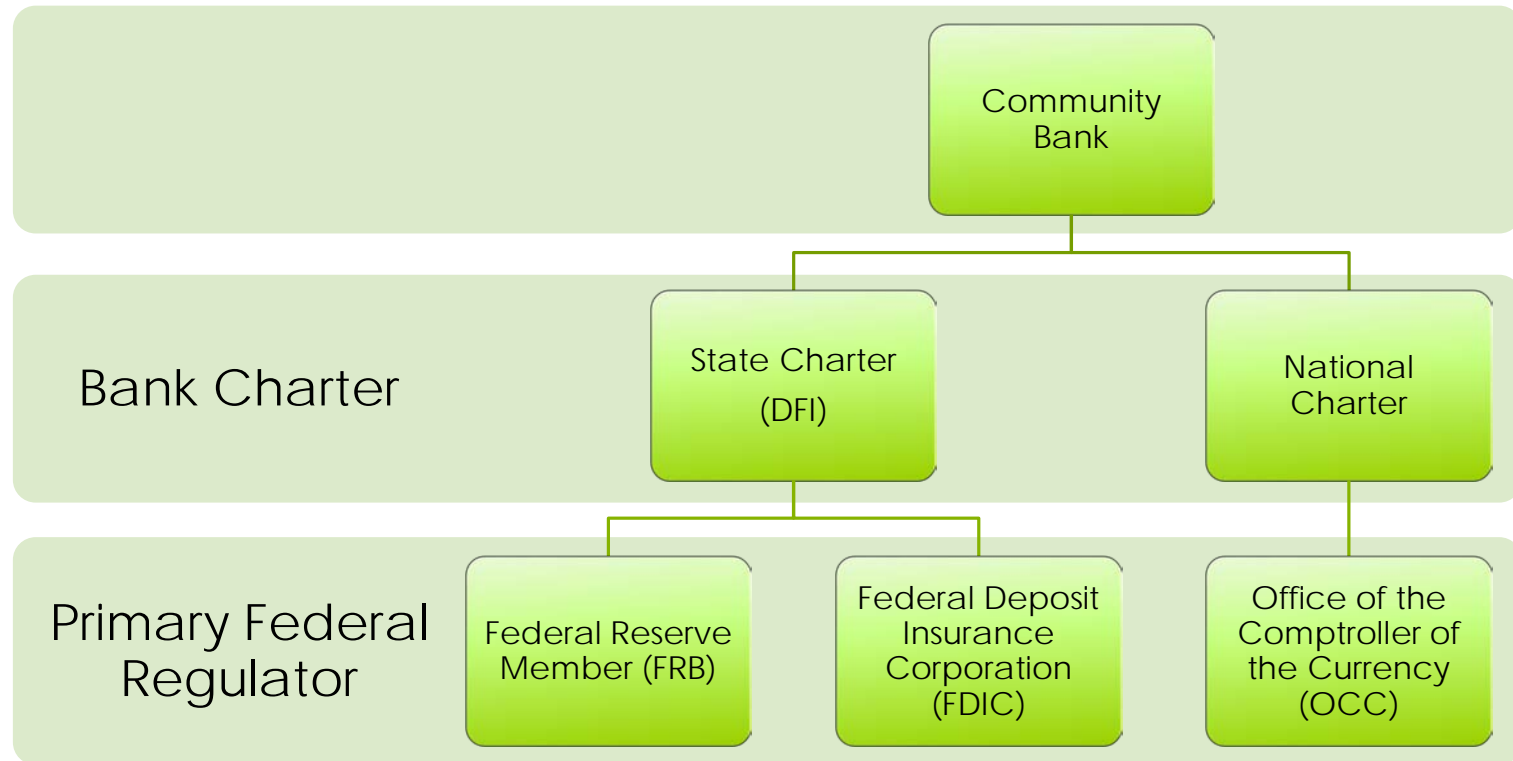 Community
Bank
Bank Charter
State Charter
(DFI)
National
Charter
Primary Federal
Regulator
Federal Reserve
Member (FRB)
Federal Deposit
Insurance
Corporation
(FDIC)
Office of the
Comptroller of
the Currency
(OCC)